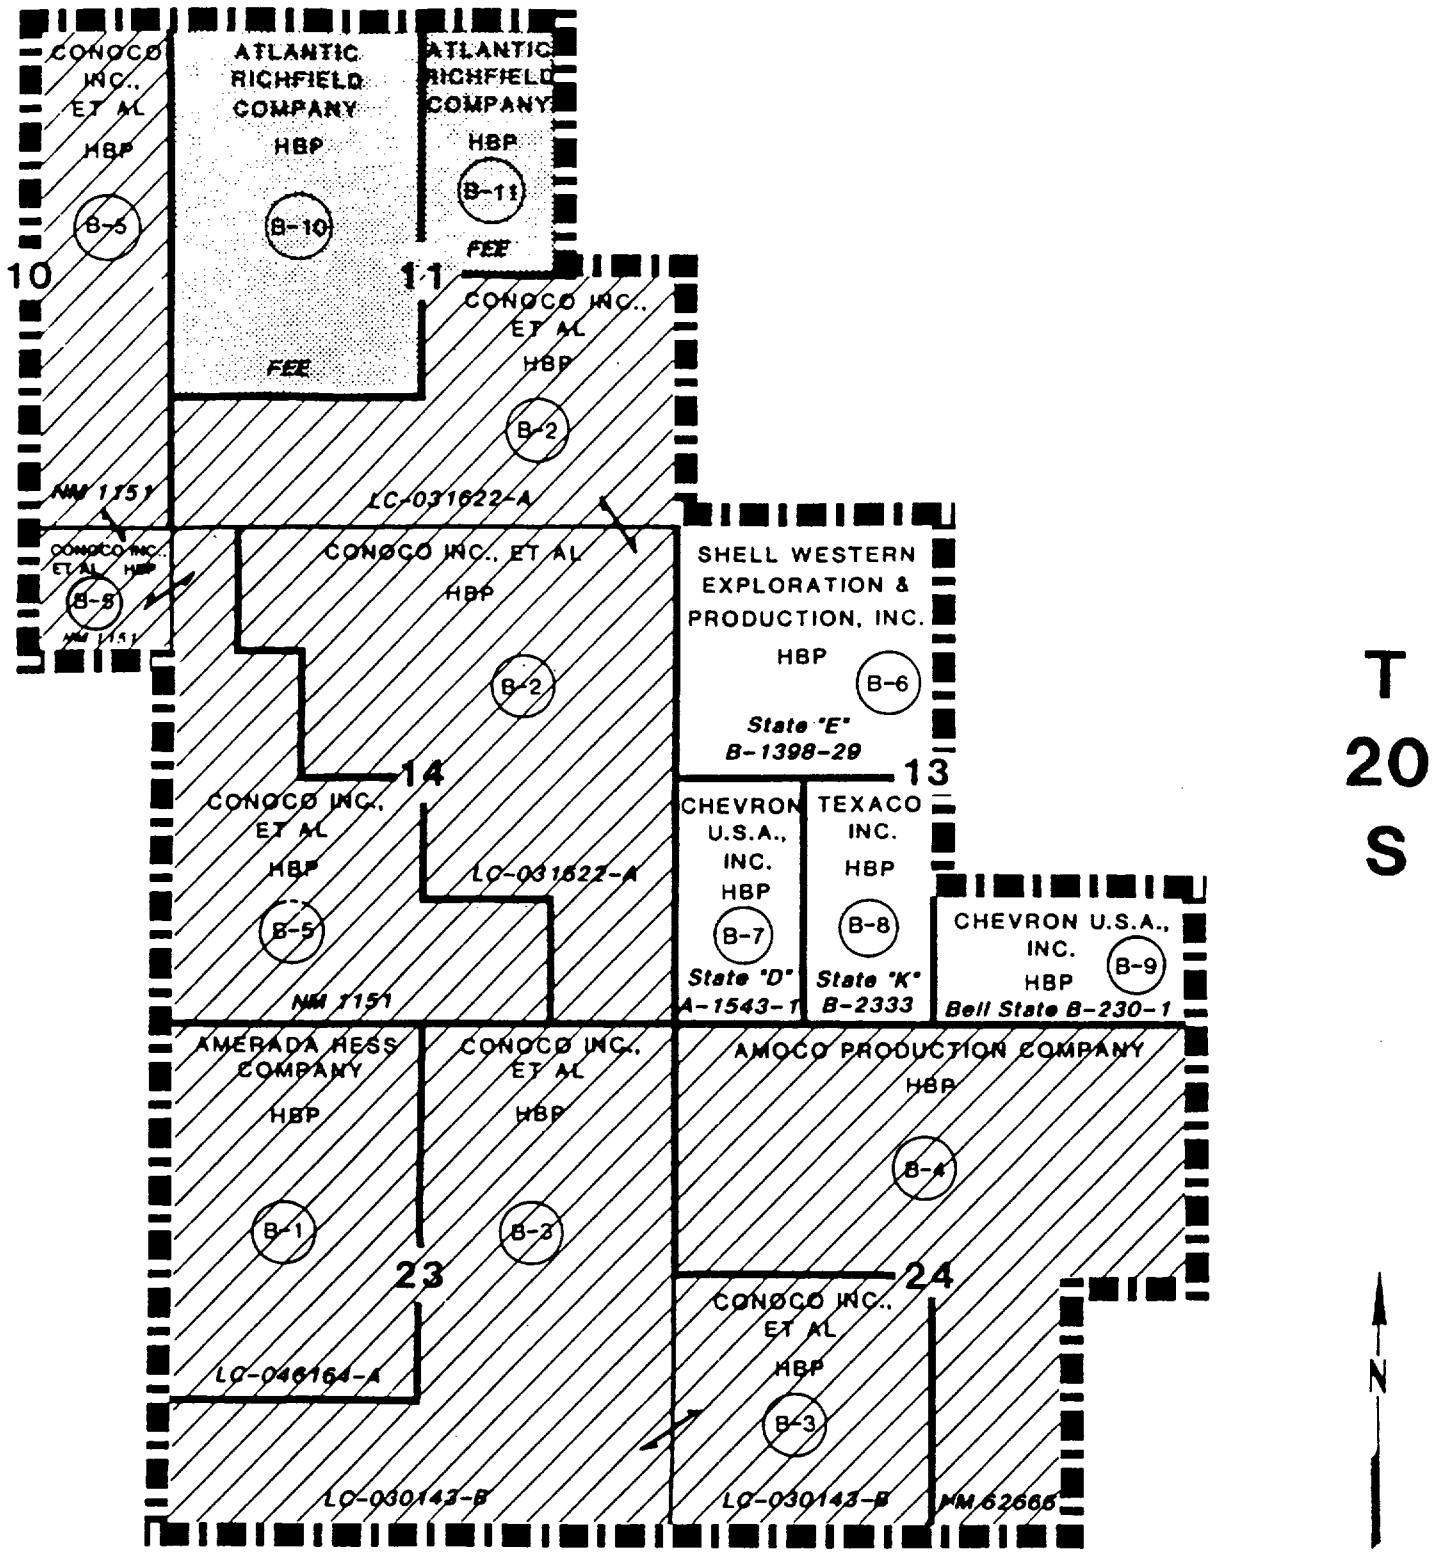 CONOCO
INC.,
ET AL
HBP
B-5
NM 1151
ATLANTIC
RICHFIELD
COMPANY
HBP
B-10
FEE
ATLANTIC
RICHFIELD
COMPANY
HBP
B-11
FEE
10
11
CONOCO INC.,
ET AL
HBP
B-2
LC-031622-A
CONOCO INC.,
ET AL HBP
B-5
NM 1151
CONOCO INC., ET AL
HBP
B-2
LC-031622-A
SHELL WESTERN
EXPLORATION &
PRODUCTION, INC.
HBP
B-6
State "E"
B-1398-29
14
13
CONOCO INC.,
ET AL
HBP
B-5
NM 1151
CHEVRON
U.S.A.,
INC.
HBP
B-7
State "D"
A-1543-1
TEXACO
INC.
HBP
B-8
State "K"
B-2333
CHEVRON U.S.A.,
INC.
HBP
B-9
Bell State B-230-1
T
20
S
AMERADA HESS
COMPANY
HBP
B-1
LC-046164-A
CONOCO INC.,
ET AL
HBP
B-3
LC-030143-B
AMOCO PRODUCTION COMPANY
HBP
B-4
NM 62666
23
24
CONOCO INC.,
ET AL
HBP
B-3
LC-030143-B
N